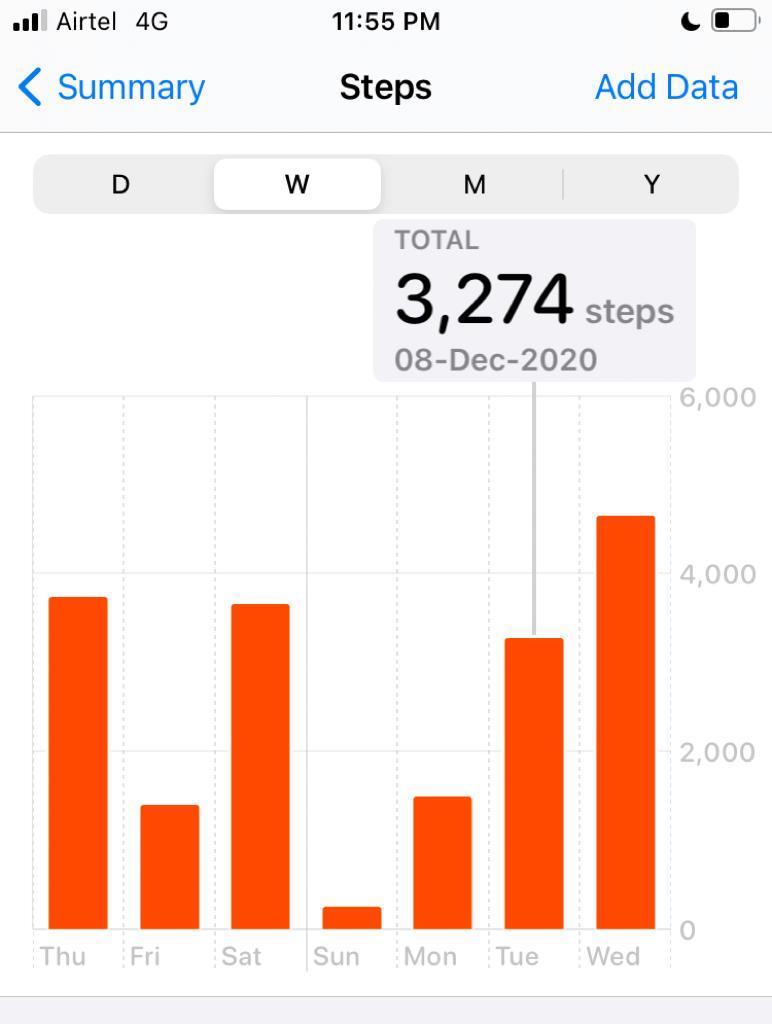 Airtel 4G 11:55 PM
Summary Steps Add Data
D W M Y
TOTAL
3,274 steps
08-Dec-2020
6,000
4,000
2,000
0
Thu Fri Sat Sun Mon Tue Wed